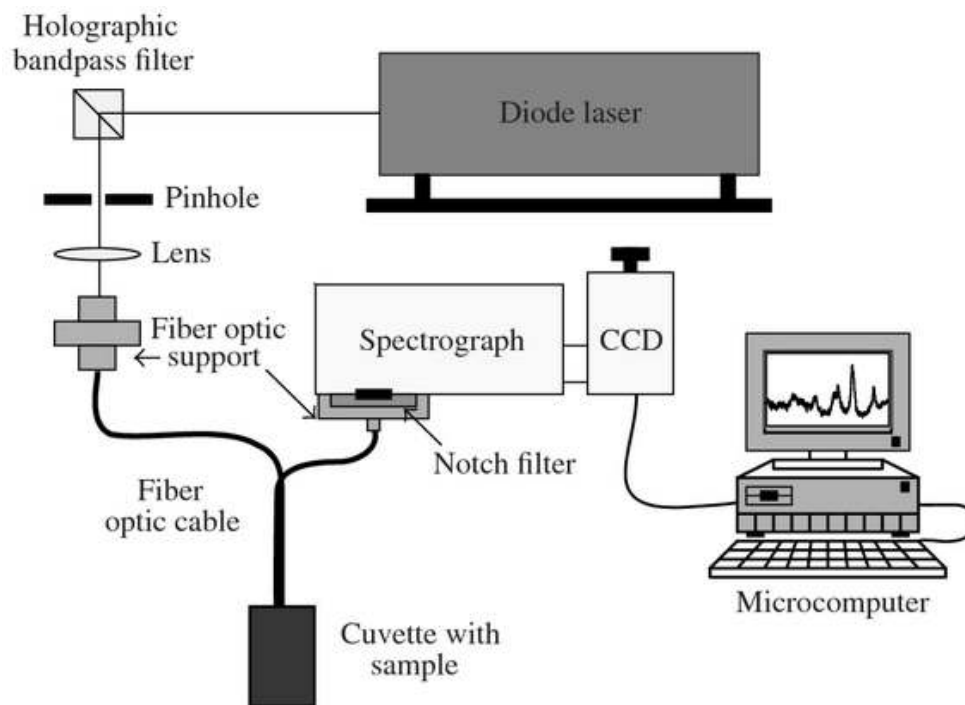 Holographic
bandpass filter
Diode laser
Pinhole
Lens
Fiber optic
support
Spectrograph
CCD
Notch filter
Fiber
optic cable
Microcomputer
Cuvette with
sample